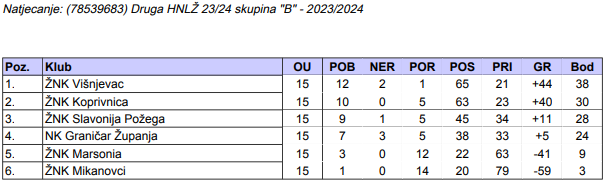 Natjecanje: (78539683) Druga HNLŽ 23/24 skupina "B" - 2023/2024
Poz. Klub OU POB NER POR POS PRI GR Bod
1. ŽNK Višnjevac 15 12 2 1 65 21 +44 38
2. ŽNK Koprivnica 15 10 0 5 63 23 +40 30
3. ŽNK Slavonija Požega 15 9 1 5 45 34 +11 28
4. NK Graničar Županja 15 7 3 5 38 33 +5 24
5. ŽNK Marsonia 15 3 0 12 22 63 -41 9
6. ŽNK Mikanovci 15 1 0 14 20 79 -59 3